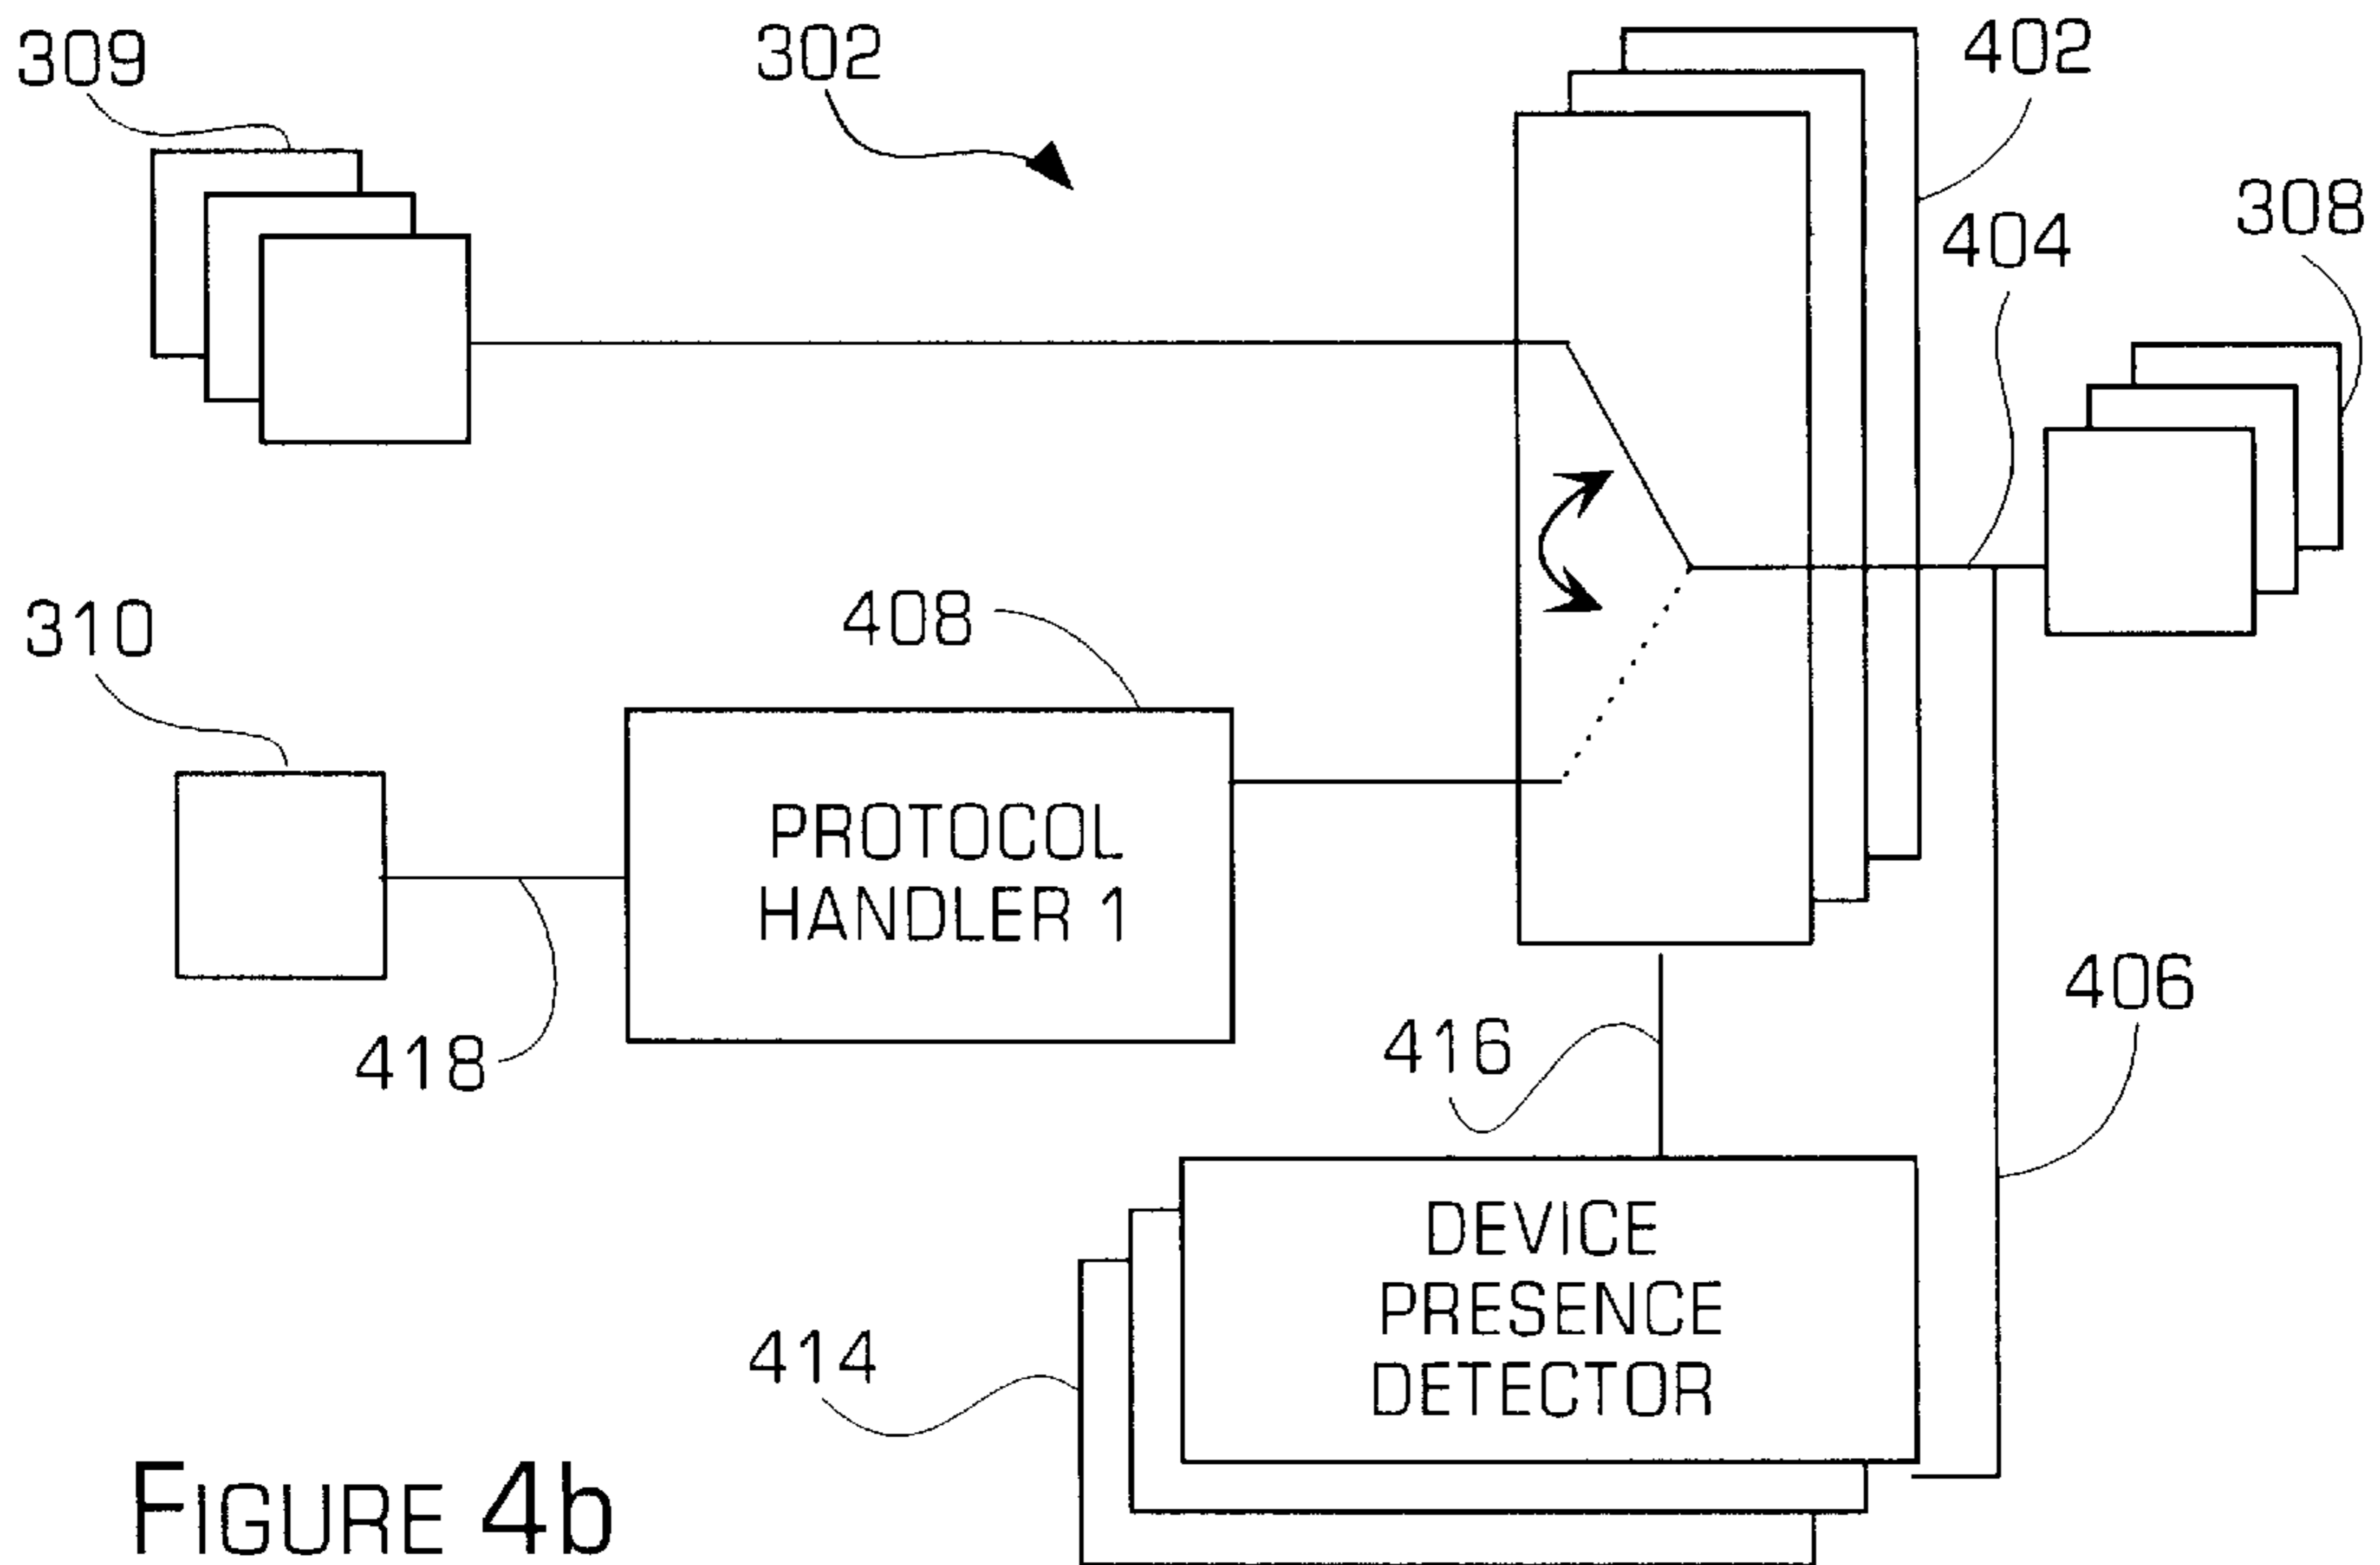 309
302
402
404
308
310
408
PROTOCOL
HANDLER 1
418
416
406
DEVICE
PRESENCE
DETECTOR
414
FIGURE 4b